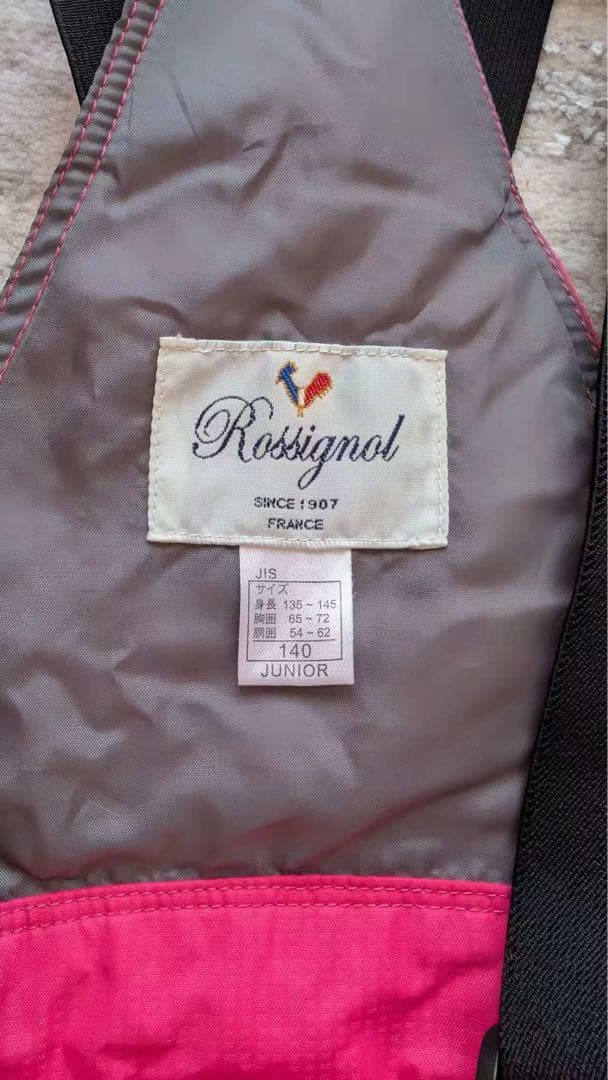 Rossignol
SINCE 1907
FRANCE
JIS
サイズ
身長 135~145
胸囲 65~72
胴囲 54~62
140
JUNIOR